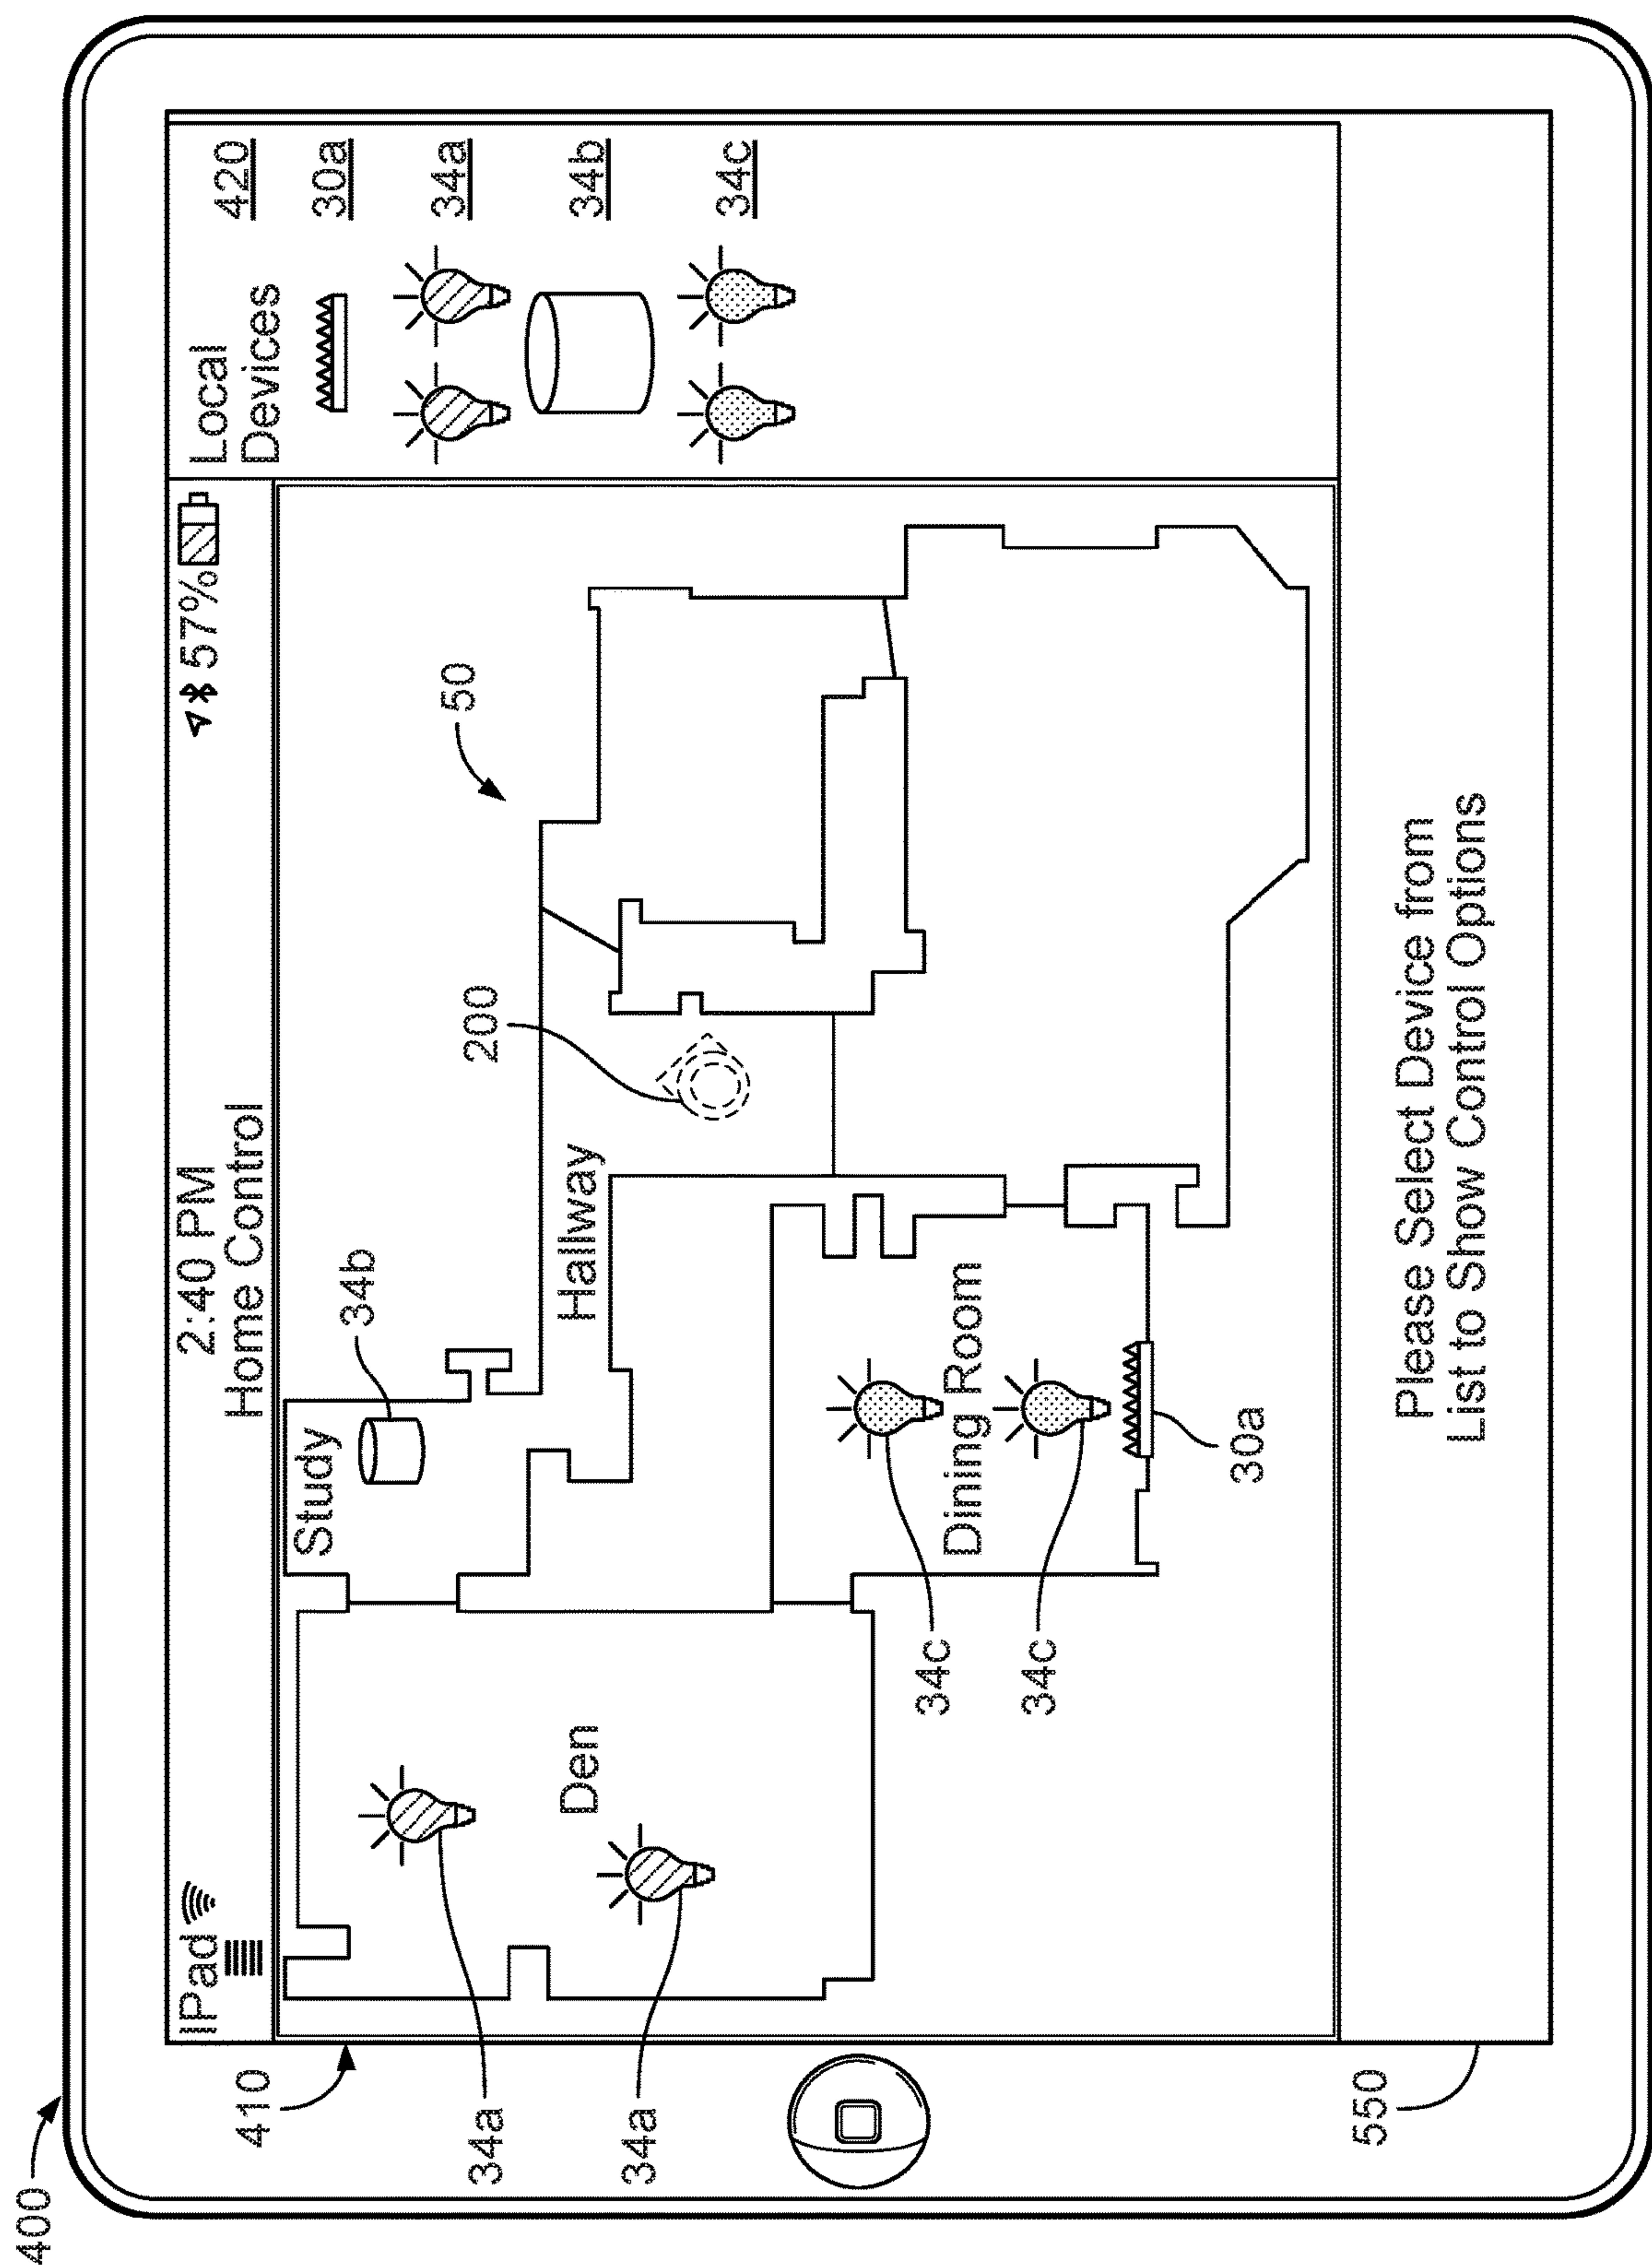 400
410
IPad
2:40 PM
57%
Home Control
Local
Devices
420
30a
34a
34b
34c
Study
34b
50
200
Hallway
Den
34a
34a
Dining Room
34c
34c
30a
550
Please Select Device from
List to Show Control Options